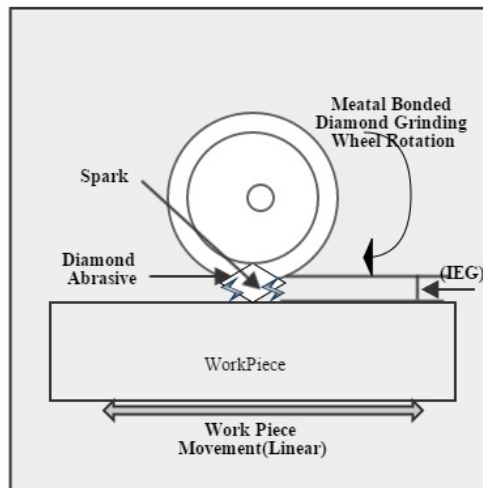 Meatal Bonded
Diamond Grinding
Wheel Rotation
Spark
Diamond
Abrasive
(IEG)
WorkPiece
Work Piece
Movement(Linear)